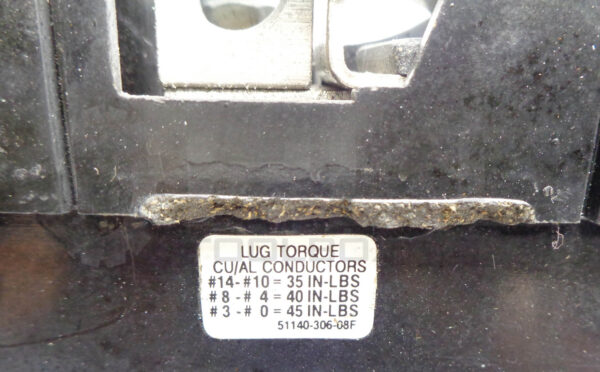 LUG TORQUE
CU/AL CONDUCTORS
#14-#10 = 35 IN-LBS
# 8 - # 4 = 40 IN-LBS
# 3 - # 0 = 45 IN-LBS
51140-306-08F